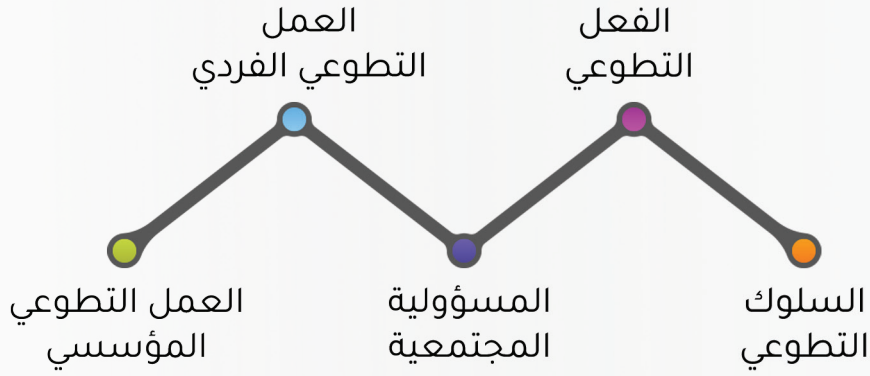 السلوك
التطوعي
الفعل
التطوعي
المسؤولية
المجتمعية
العمل
التطوعي الفردي
العمل التطوعي
المؤسسي